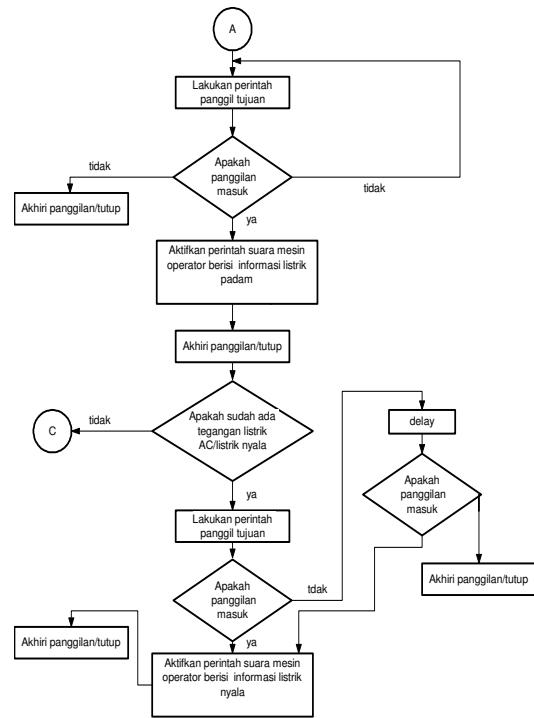 A
Lakukan perintah
panggil tujuan
Apakah
panggilan
masuk
tidak
tidak
Akhiri panggilan/tutup
ya
Aktifkan perintah suara mesin
operator berisi informasi listrik
padam
Akhiri panggilan/tutup
Apakah sudah ada
tegangan listrik
AC/listrik nyala
tidak
C
ya
Lakukan perintah
panggil tujuan
Apakah
panggilan
masuk
tdak
delay
Apakah
panggilan
masuk
Akhiri panggilan/tutup
ya
Aktifkan perintah suara mesin
operator berisi informasi listrik
nyala
Akhiri panggilan/tutup